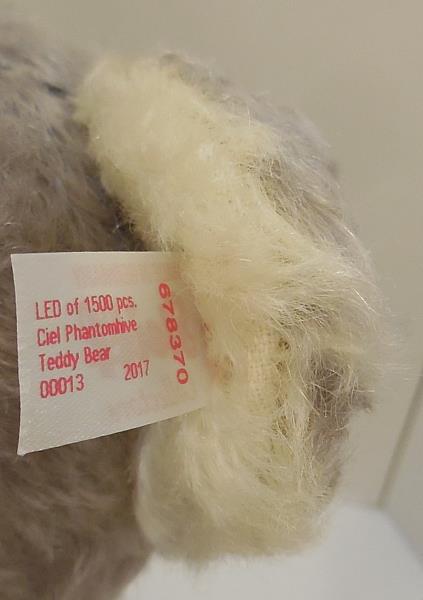 LED of 1500 pcs.
Ciel Phantomhive
Teddy Bear
00013 2017
678370